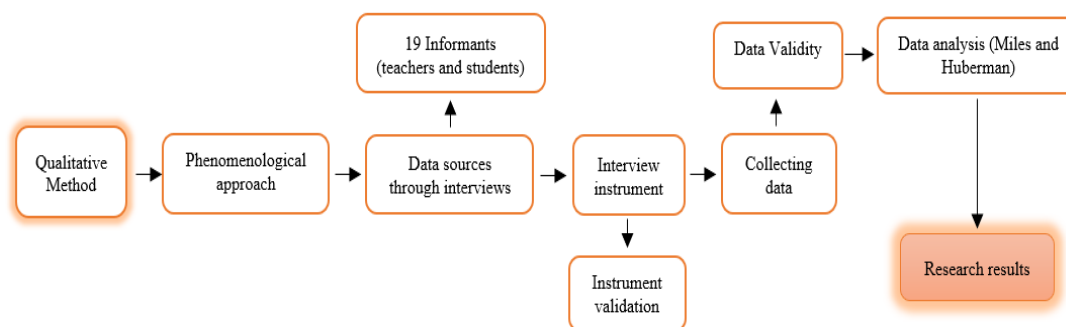 19 Informants
(teachers and students)
Data Validity
Data analysis (Miles and
Huberman)
Qualitative
Method
Phenomenological
approach
Data sources
through interviews
Interview
instrument
Collecting
data
Instrument
validation
Research results